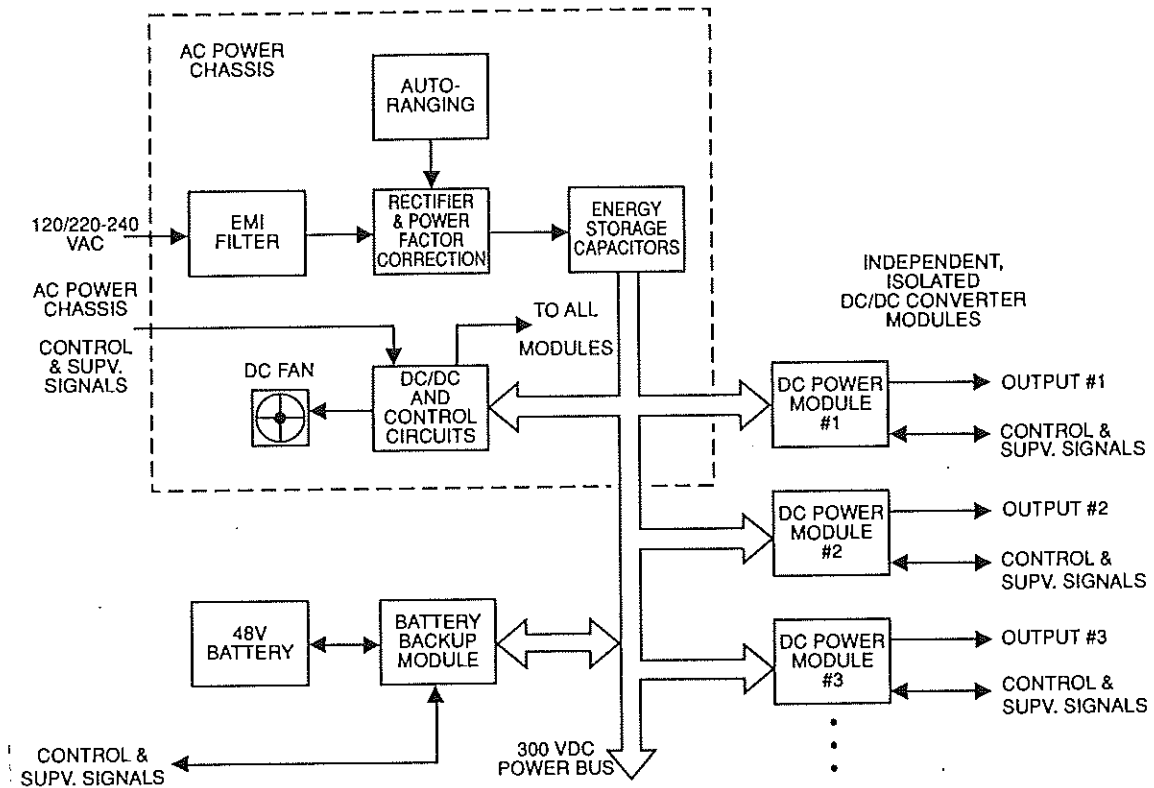 AC POWER
CHASSIS
AUTO-
RANGING
120/220-240
VAC
EMI
FILTER
RECTIFIER
& POWER
FACTOR
CORRECTION
ENERGY
STORAGE
CAPACITORS
INDEPENDENT,
ISOLATED
DC/DC CONVERTER
MODULES
AC POWER
CHASSIS
CONTROL
& SUPV.
SIGNALS
TO ALL
MODULES
DC FAN
DC/DC
AND
CONTROL
CIRCUITS
DC POWER
MODULE
#1
OUTPUT #1
CONTROL &
SUPV. SIGNALS
DC POWER
MODULE
#2
OUTPUT #2
CONTROL &
SUPV. SIGNALS
48V
BATTERY
BATTERY
BACKUP
MODULE
DC POWER
MODULE
#3
OUTPUT #3
CONTROL &
SUPV. SIGNALS
CONTROL &
SUPV. SIGNALS
300 VDC
POWER BUS